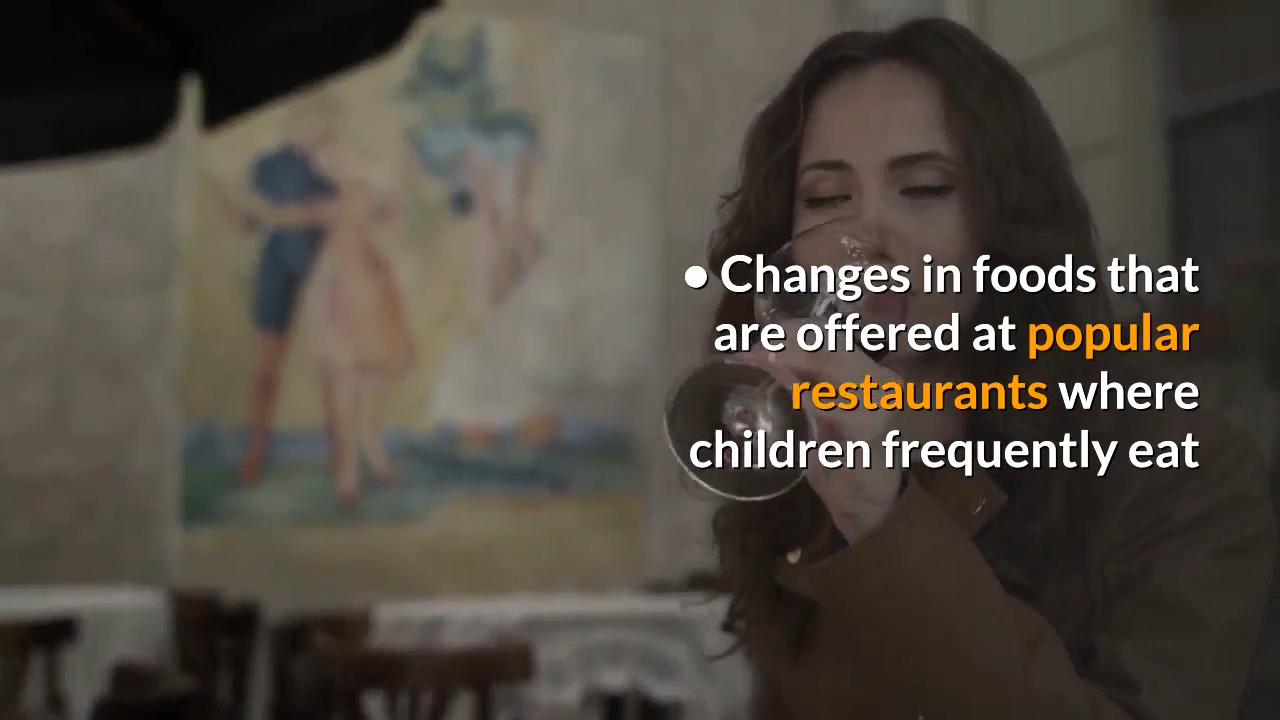 • Changes in foods that
are offered at popular
restaurants where
children frequently eat